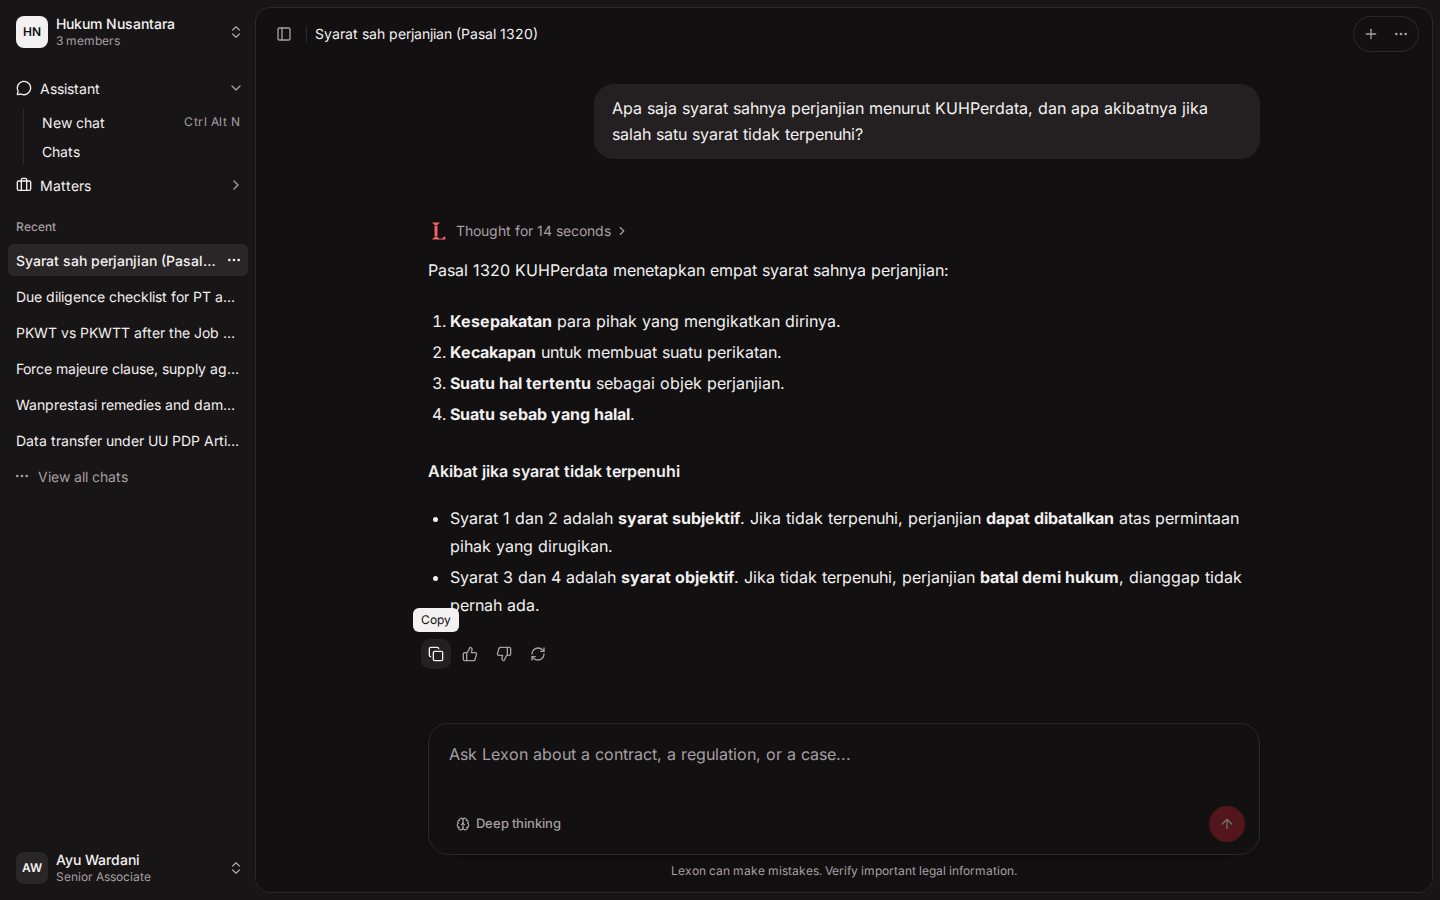 HN
Hukum Nusantara
3 members
Assistant
New chat
Ctrl Alt N
Chats
Matters
Recent
Syarat sah perjanjian (Pasal...
Due diligence checklist for PT a...
PKWT vs PKWTT after the Job ...
Force majeure clause, supply ag...
Wanprestasi remedies and dam...
Data transfer under UU PDP Arti...
View all chats
AW
Ayu Wardani
Senior Associate
Syarat sah perjanjian (Pasal 1320)
Apa saja syarat sahnya perjanjian menurut KUHPerdata, dan apa akibatnya jika
salah satu syarat tidak terpenuhi?
L
Thought for 14 seconds
Pasal 1320 KUHPerdata menetapkan empat syarat sahnya perjanjian:
1. Kesepakatan para pihak yang mengikatkan dirinya.
2. Kecakapan untuk membuat suatu perikatan.
3. Suatu hal tertentu sebagai objek perjanjian.
4. Suatu sebab yang halal.
Akibat jika syarat tidak terpenuhi
• Syarat 1 dan 2 adalah syarat subjektif. Jika tidak terpenuhi, perjanjian dapat dibatalkan atas permintaan
pihak yang dirugikan.
• Syarat 3 dan 4 adalah syarat objektif. Jika tidak terpenuhi, perjanjian batal demi hukum, dianggap tidak
pernah ada.
Copy
Ask Lexon about a contract, a regulation, or a case...
Deep thinking
Lexon can make mistakes. Verify important legal information.